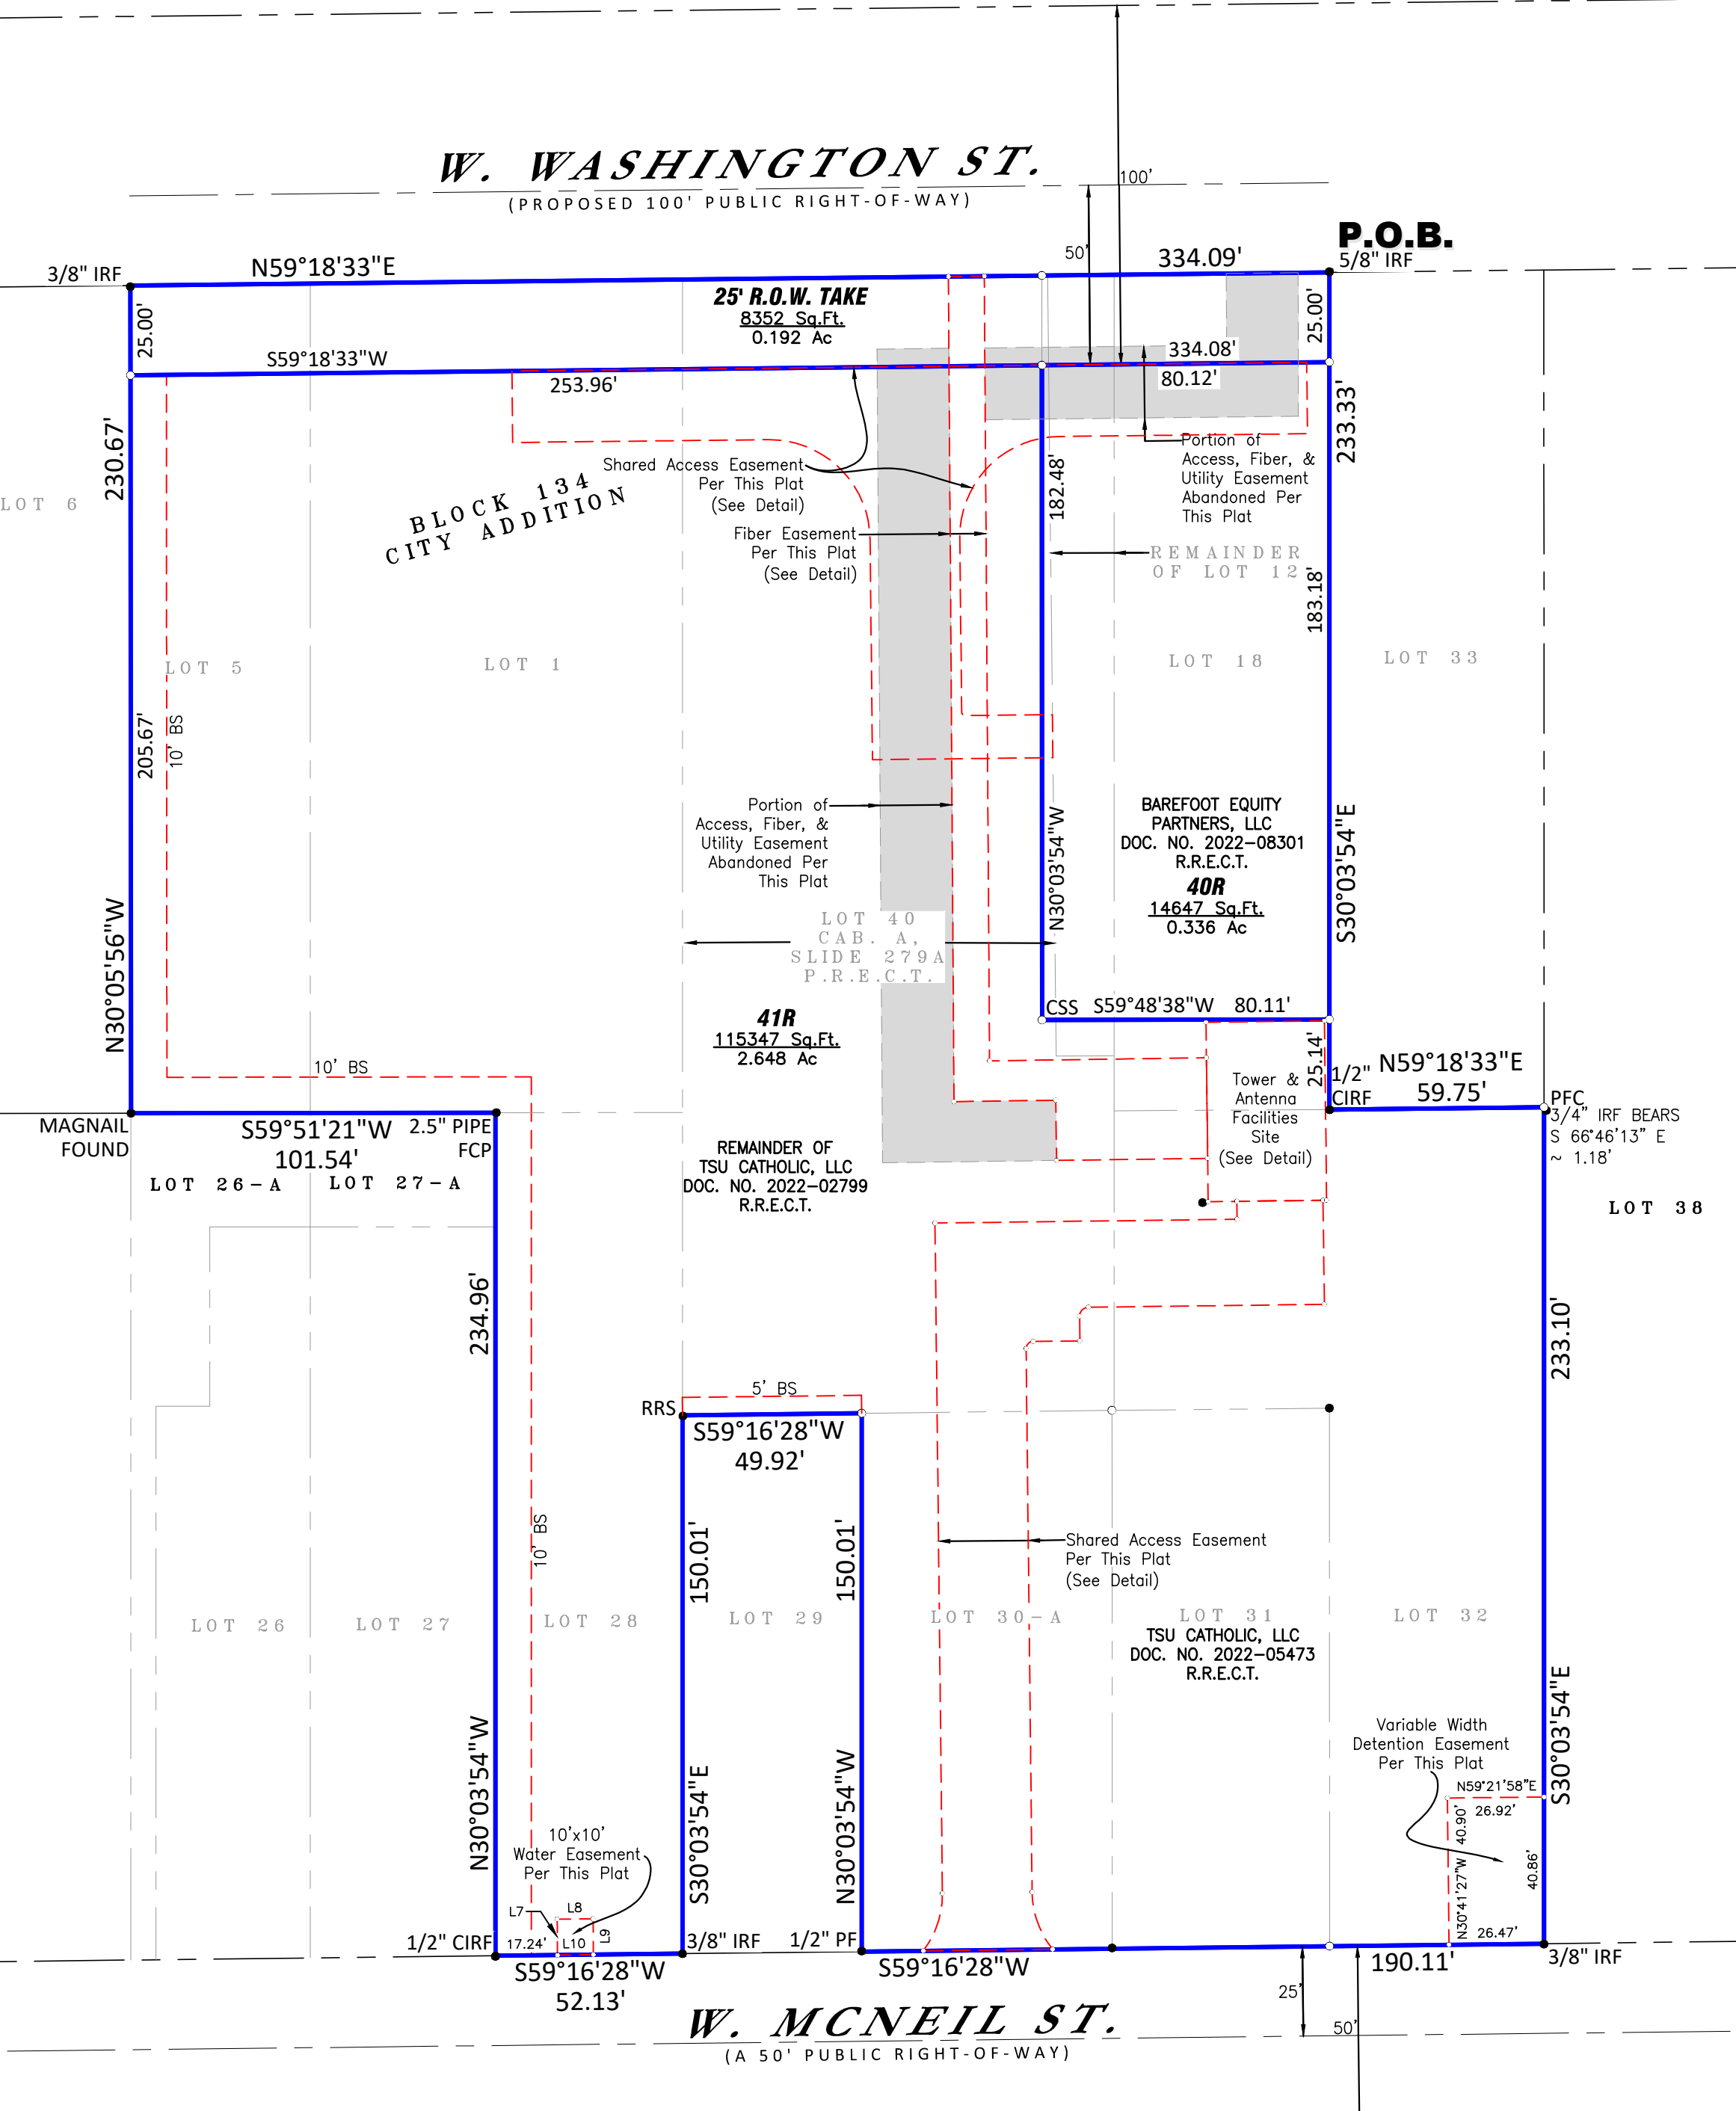 W. WASHINGTON ST.
(PROPOSED 100' PUBLIC RIGHT-OF-WAY)
100'
50'
P.O.B.
5/8" IRF
3/8" IRF
N59°18'33"E
334.09'
25.00'
25' R.O.W. TAKE
8352 Sq.Ft.
0.192 Ac
25.00'
S59°18'33"W
253.96'
334.08'
80.12'
230.67'
233.33'
LOT 6
BLOCK 134
CITY ADDITION
Shared Access Easement
Per This Plat
(See Detail)
Fiber Easement
Per This Plat
(See Detail)
182.48'
Portion of
Access, Fiber, &
Utility Easement
Abandoned Per
This Plat
REMAINDER
OF LOT 12
183.18'
LOT 5
LOT 1
LOT 18
LOT 33
205.67'
10' BS
Portion of
Access, Fiber, &
Utility Easement
Abandoned Per
This Plat
BAREFOOT EQUITY
PARTNERS, LLC
DOC. NO. 2022-08301
R.R.E.C.T.
40R
14647 Sq.Ft.
0.336 Ac
N30°03'54"W
S30°03'54"E
N30°05'56"W
LOT 40
CAB. A,
SLIDE 279A
P.R.E.C.T.
41R
115347 Sq.Ft.
2.648 Ac
CSS
S59°48'38"W 80.11'
25.14'
10' BS
Tower &
Antenna
Facilities
Site
(See Detail)
1/2"
CIRF
N59°18'33"E
59.75'
PFC
3/4" IRF BEARS
S 66°46'13" E
~ 1.18'
MAGNAIL
FOUND
S59°51'21"W
101.54'
2.5" PIPE
FCP
LOT 26-A
LOT 27-A
REMAINDER OF
TSU CATHOLIC, LLC
DOC. NO. 2022-02799
R.R.E.C.T.
LOT 38
234.96'
233.10'
5' BS
RRS
S59°16'28"W
49.92'
10' BS
150.01'
150.01'
Shared Access Easement
Per This Plat
(See Detail)
LOT 26
LOT 27
LOT 28
LOT 29
LOT 30-A
LOT 31
LOT 32
TSU CATHOLIC, LLC
DOC. NO. 2022-05473
R.R.E.C.T.
N30°03'54"W
S30°03'54"E
N30°03'54"W
S30°03'54"E
Variable Width
Detention Easement
Per This Plat
N59°21'58"E
26.92'
N30°41'27"W 40.90'
40.86'
26.47'
10'x10'
Water Easement
Per This Plat
L7
L8
L9
L10
17.24'
1/2" CIRF
3/8" IRF
1/2" PF
S59°16'28"W
52.13'
S59°16'28"W
190.11'
3/8" IRF
25'
50'
W. MCNEIL ST.
(A 50' PUBLIC RIGHT-OF-WAY)